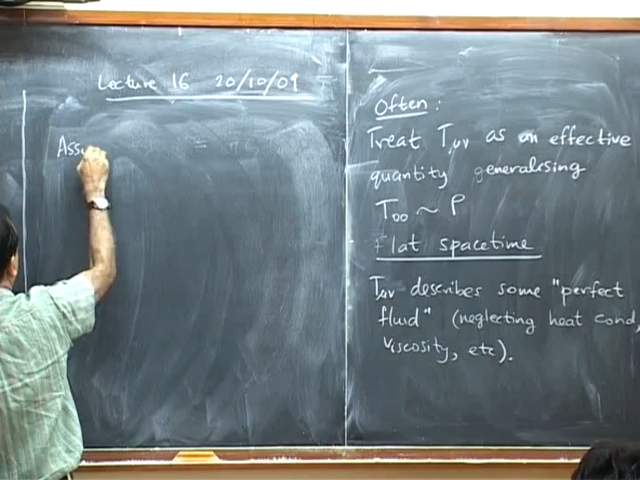 Lecture 16 20/10/09
Ass
Often:
Treat Tμν as an effective
quantity generalising
T₀₀ ~ ρ
Flat spacetime
Tμν describes some "perfect
fluid" (neglecting heat cond,
viscosity, etc).